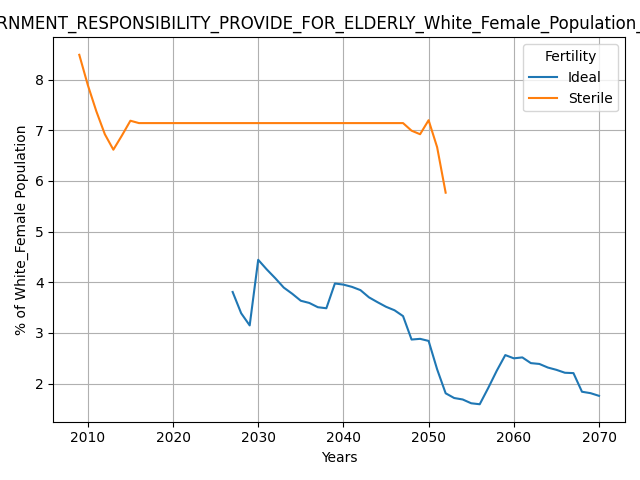 RNMENT_RESPONSIBILITY_PROVIDE_FOR_ELDERLY_White_Female_Population_
Fertility
Ideal
Sterile
% of White_Female Population
8
7
6
5
4
3
2
2010 2020 2030 2040 2050 2060 2070
Years